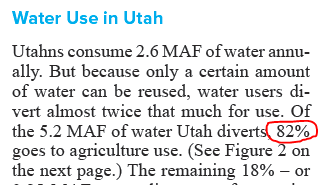 Water Use in Utah
Utahns consume 2.6 MAF of water annu-
ally. But because only a certain amount
of water can be reused, water users di-
vert almost twice that much for use. Of
the 5.2 MAF of water Utah diverts, 82%
goes to agriculture use. (See Figure 2 on
the next page.) The remaining 18% – or